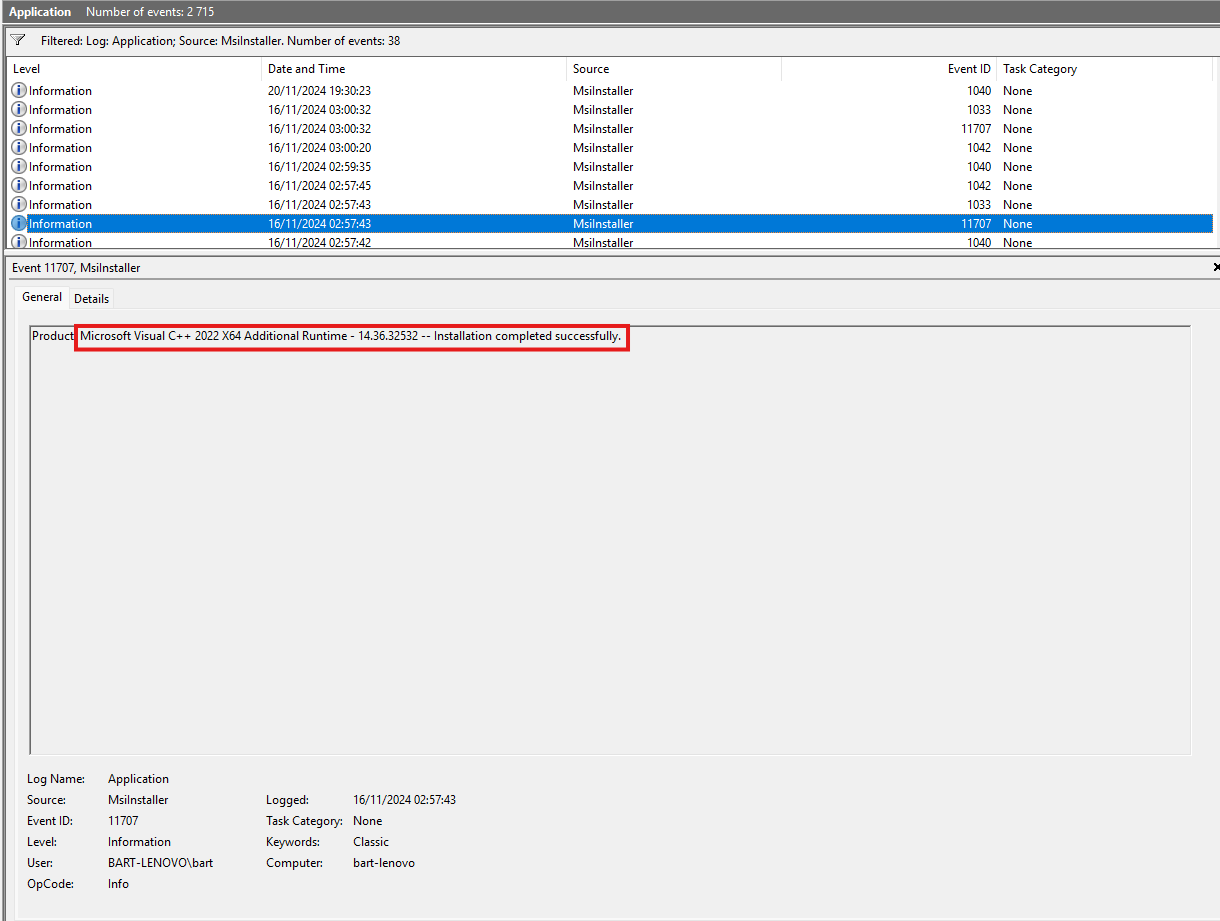 Application Number of events: 2 715
Filtered: Log: Application; Source: MsiInstaller. Number of events: 38
Level Date and Time Source Event ID Task Category
Information 20/11/2024 19:30:23 MsiInstaller 1040 None
Information 16/11/2024 03:00:32 MsiInstaller 1033 None
Information 16/11/2024 03:00:32 MsiInstaller 11707 None
Information 16/11/2024 03:00:20 MsiInstaller 1042 None
Information 16/11/2024 02:59:35 MsiInstaller 1040 None
Information 16/11/2024 02:57:45 MsiInstaller 1042 None
Information 16/11/2024 02:57:43 MsiInstaller 1033 None
Information 16/11/2024 02:57:43 MsiInstaller 11707 None
Information 16/11/2024 02:57:42 MsiInstaller 1040 None
Event 11707, MsiInstaller
General Details
Product Microsoft Visual C++ 2022 X64 Additional Runtime - 14.36.32532 -- Installation completed successfully.
Log Name: Application
Source: MsiInstaller Logged: 16/11/2024 02:57:43
Event ID: 11707 Task Category: None
Level: Information Keywords: Classic
User: BART-LENOVO\bart Computer: bart-lenovo
OpCode: Info